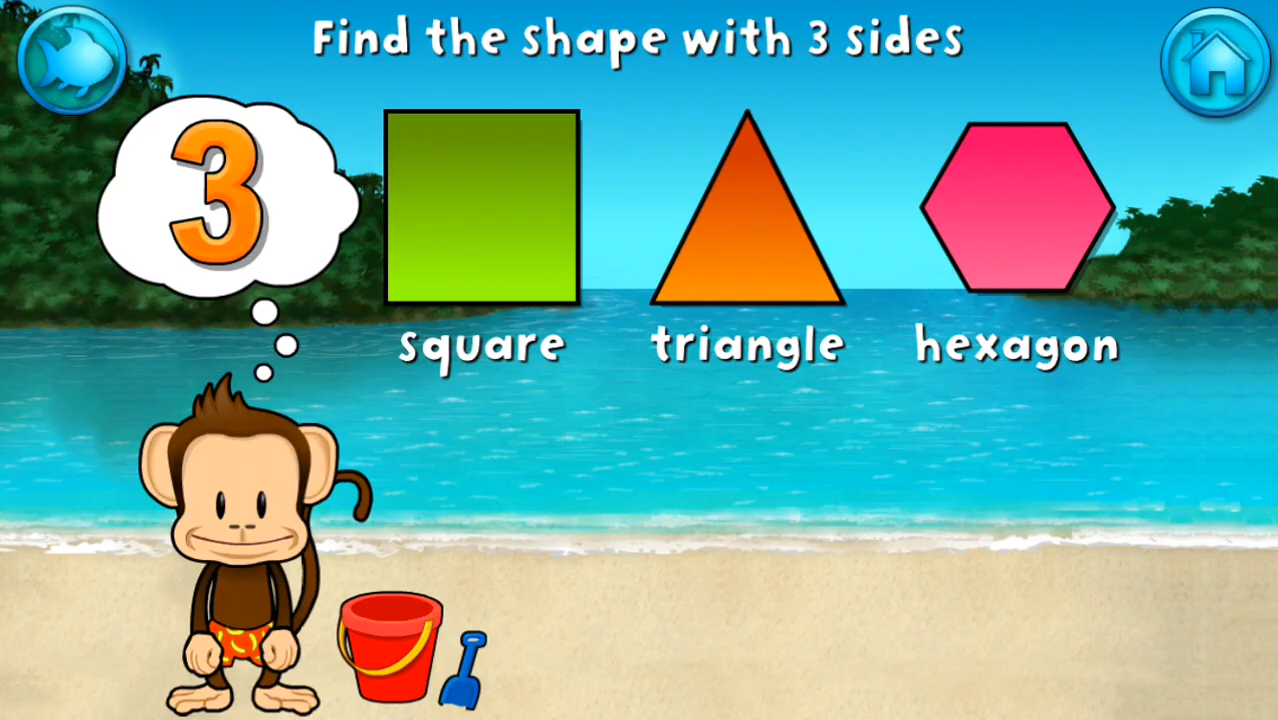 Find the shape with 3 sides
3
square
triangle
hexagon